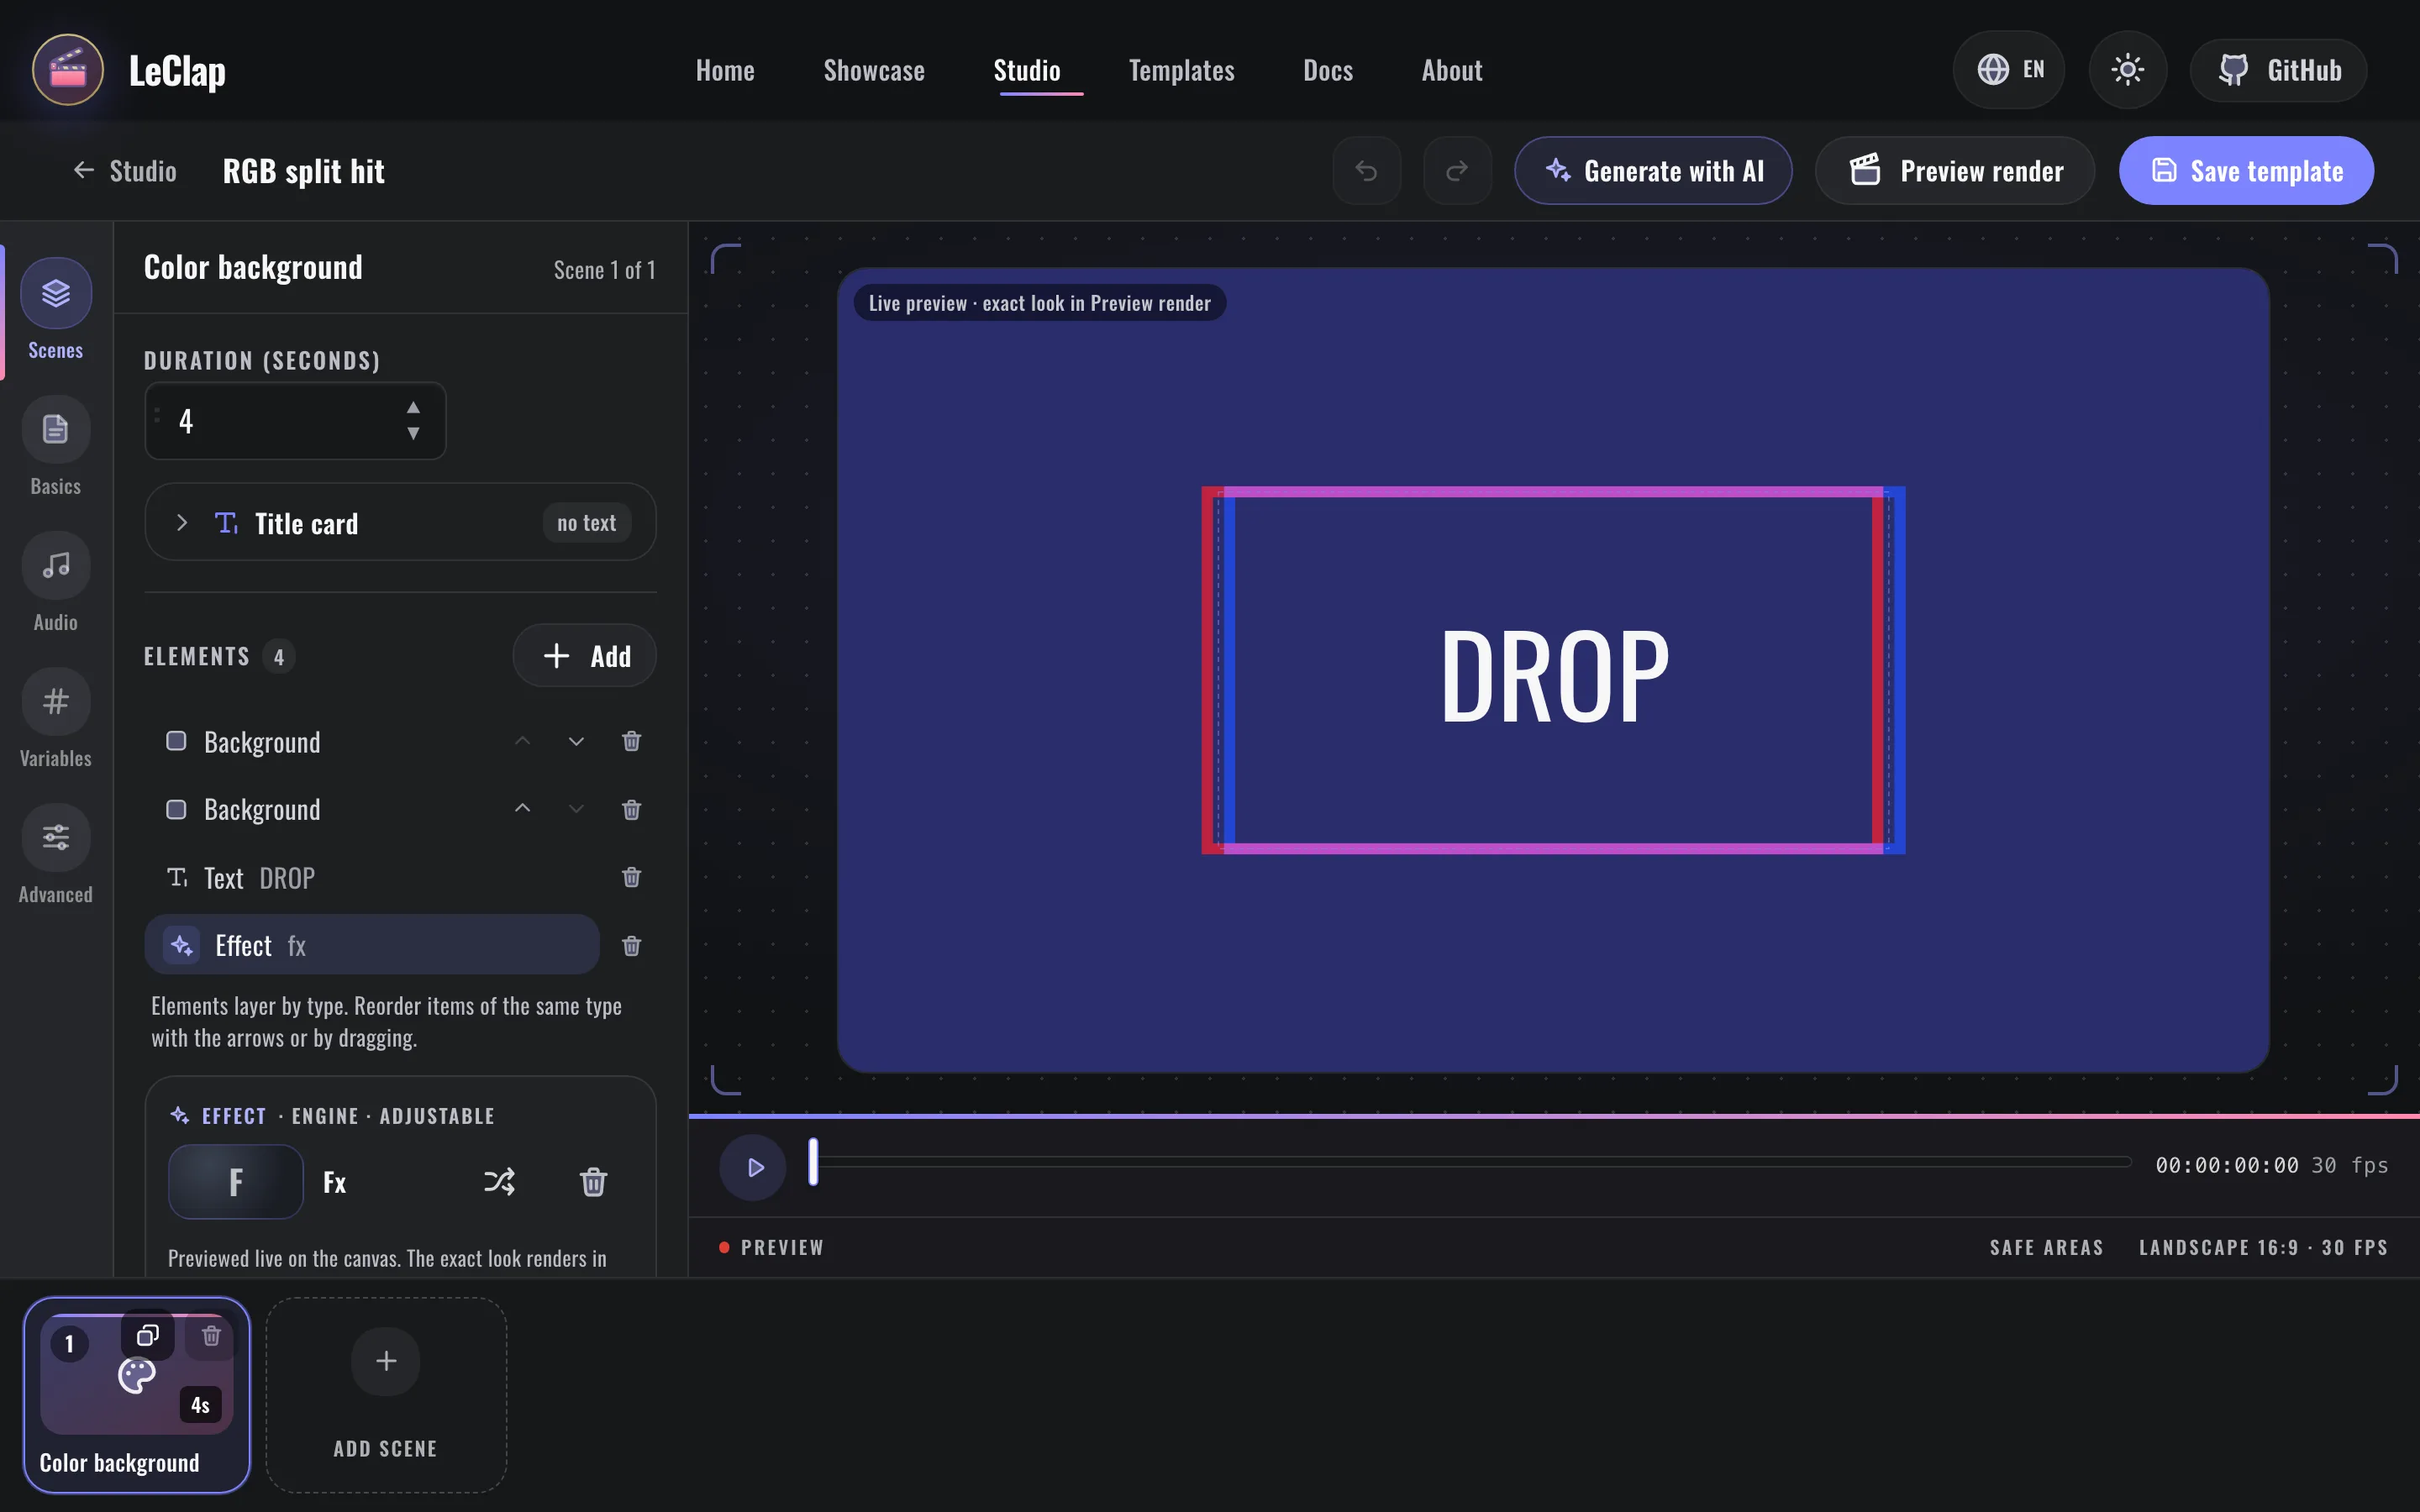 LeClap
Home
Showcase
Studio
Templates
Docs
About
EN
GitHub
Studio
RGB split hit
Generate with AI
Preview render
Save template
Scenes
Basics
Audio
Variables
Advanced
Color background
Scene 1 of 1
DURATION (SECONDS)
4
Title card
no text
ELEMENTS
4
Add
Background
Background
Text DROP
Effect fx
Elements layer by type. Reorder items of the same type
with the arrows or by dragging.
EFFECT · ENGINE · ADJUSTABLE
F
Fx
Previewed live on the canvas. The exact look renders in
Live preview · exact look in Preview render
DROP
00:00:00:00 30 fps
PREVIEW
SAFE AREAS
LANDSCAPE 16:9 · 30 FPS
1
4s
Color background
ADD SCENE